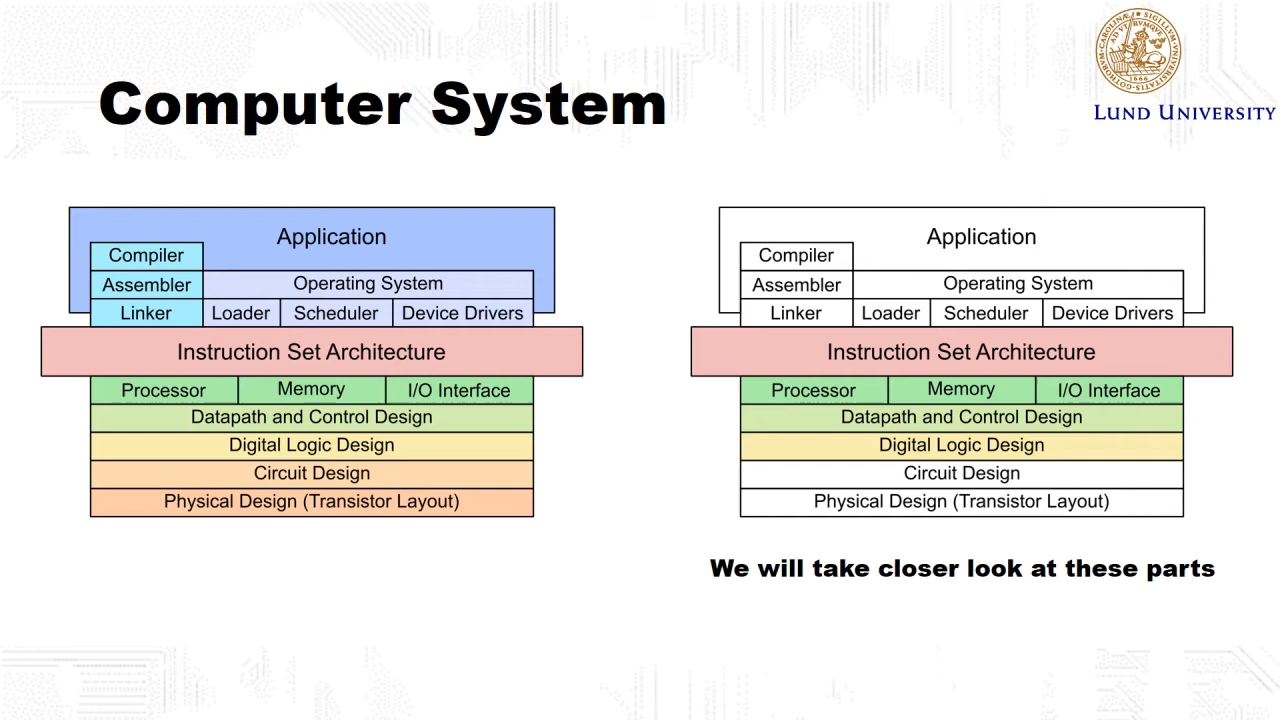 Computer System
LUND UNIVERSITY
Application
Compiler
Assembler
Operating System
Linker
Loader
Scheduler
Device Drivers
Instruction Set Architecture
Processor
Memory
I/O Interface
Datapath and Control Design
Digital Logic Design
Circuit Design
Physical Design (Transistor Layout)
Application
Compiler
Assembler
Operating System
Linker
Loader
Scheduler
Device Drivers
Instruction Set Architecture
Processor
Memory
I/O Interface
Datapath and Control Design
Digital Logic Design
Circuit Design
Physical Design (Transistor Layout)
We will take closer look at these parts